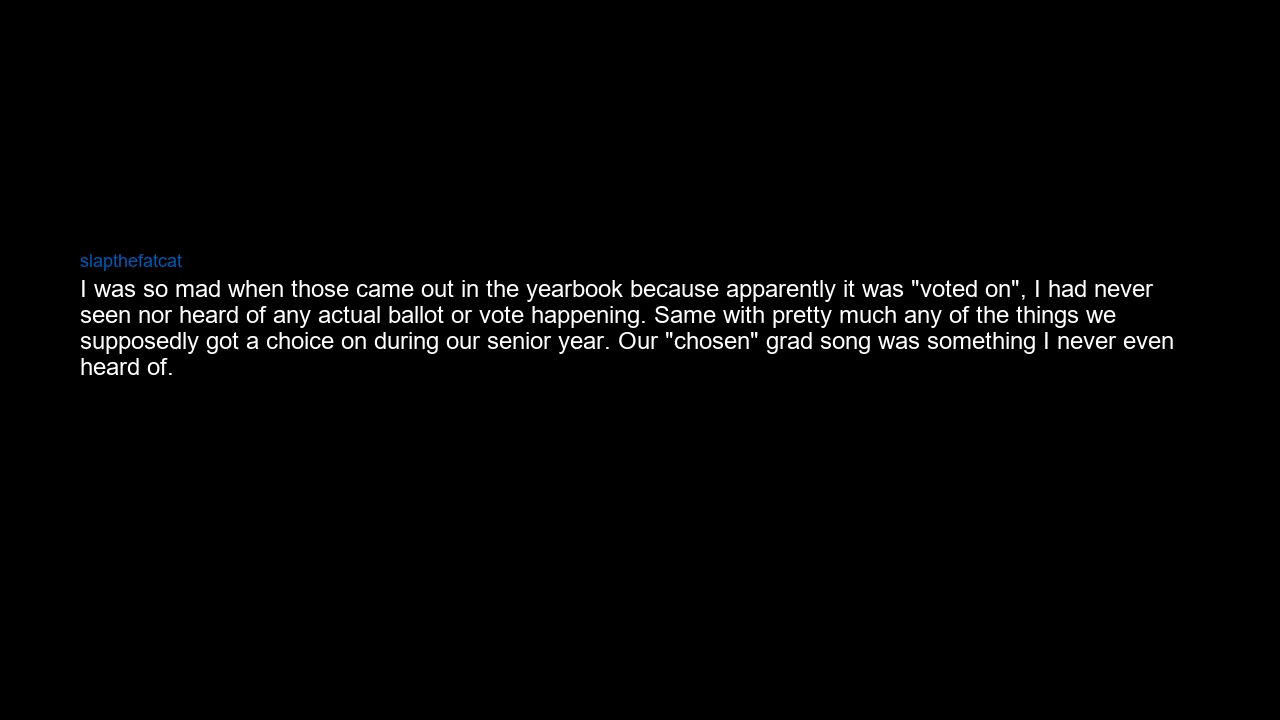 slapthefatcat
I was so mad when those came out in the yearbook because apparently it was "voted on", I had never
seen nor heard of any actual ballot or vote happening. Same with pretty much any of the things we
supposedly got a choice on during our senior year. Our "chosen" grad song was something I never even
heard of.